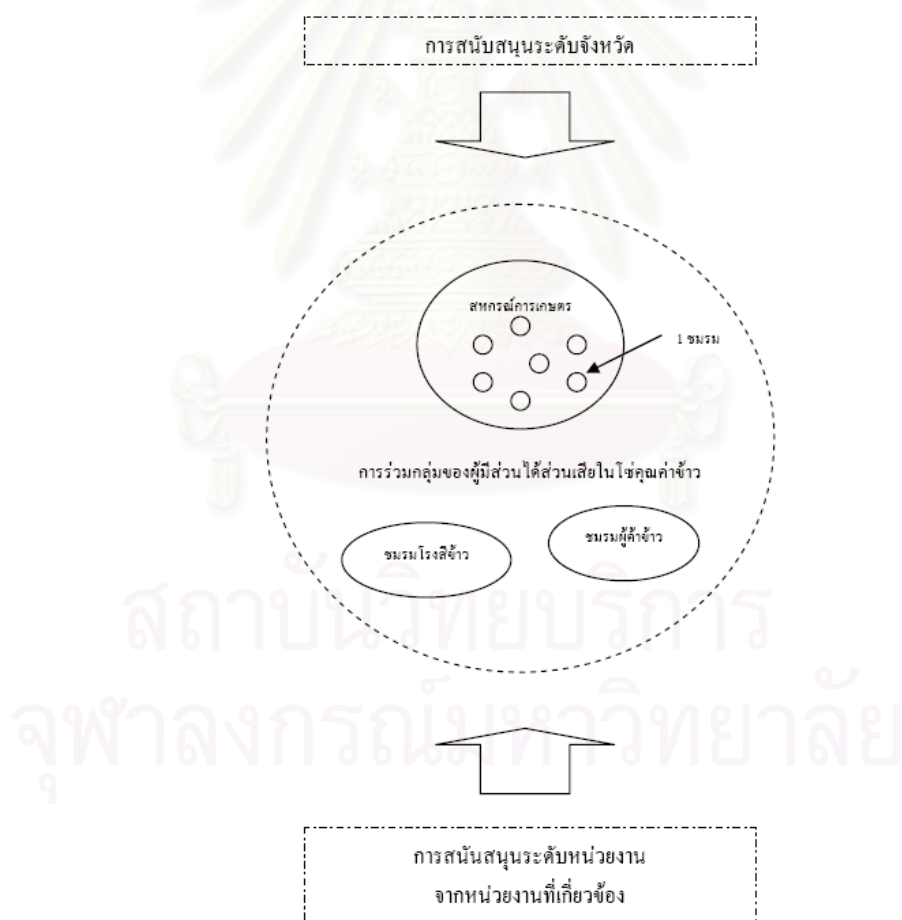 การสนับสนุนระดับจังหวัด
สหกรณ์การเกษตร
1 ชมรม
การร่วมกลุ่มของผู้มีส่วนได้ส่วนเสียในโซ่คุณค่าข้าว
ชมรมโรงสีข้าว
ชมรมผู้ค้าข้าว
สถาบันวิทยบริการ
จุฬาลงกรณ์มหาวิทยาลัย
การสนันสนุนระดับหน่วยงาน
จากหน่วยงานที่เกี่ยวข้อง